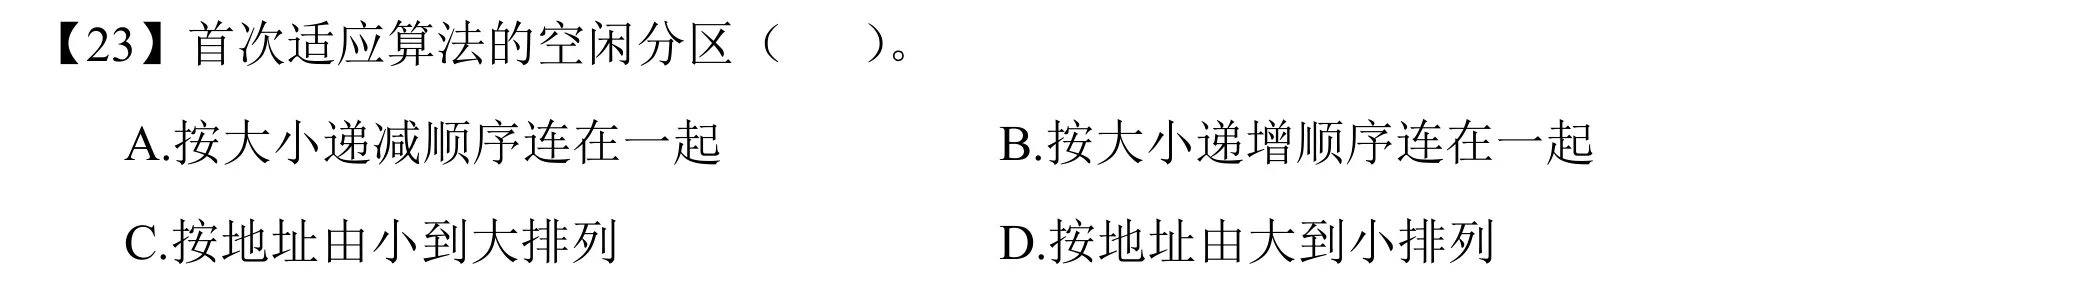 【23】首次适应算法的空闲分区（　　）。
A.按大小递减顺序连在一起　　B.按大小递增顺序连在一起
C.按地址由小到大排列　　D.按地址由大到小排列